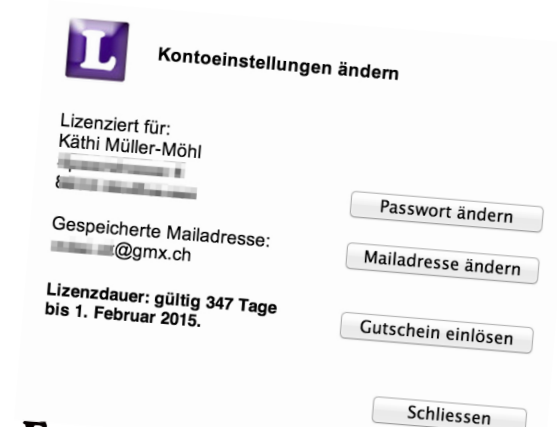 L
Kontoeinstellungen ändern
Lizenziert für:
Käthi Müller-Möhl
Gespeicherte Mailadresse:
@gmx.ch
Passwort ändern
Mailadresse ändern
Lizenzdauer: gültig 347 Tage
bis 1. Februar 2015.
Gutschein einlösen
Schliessen